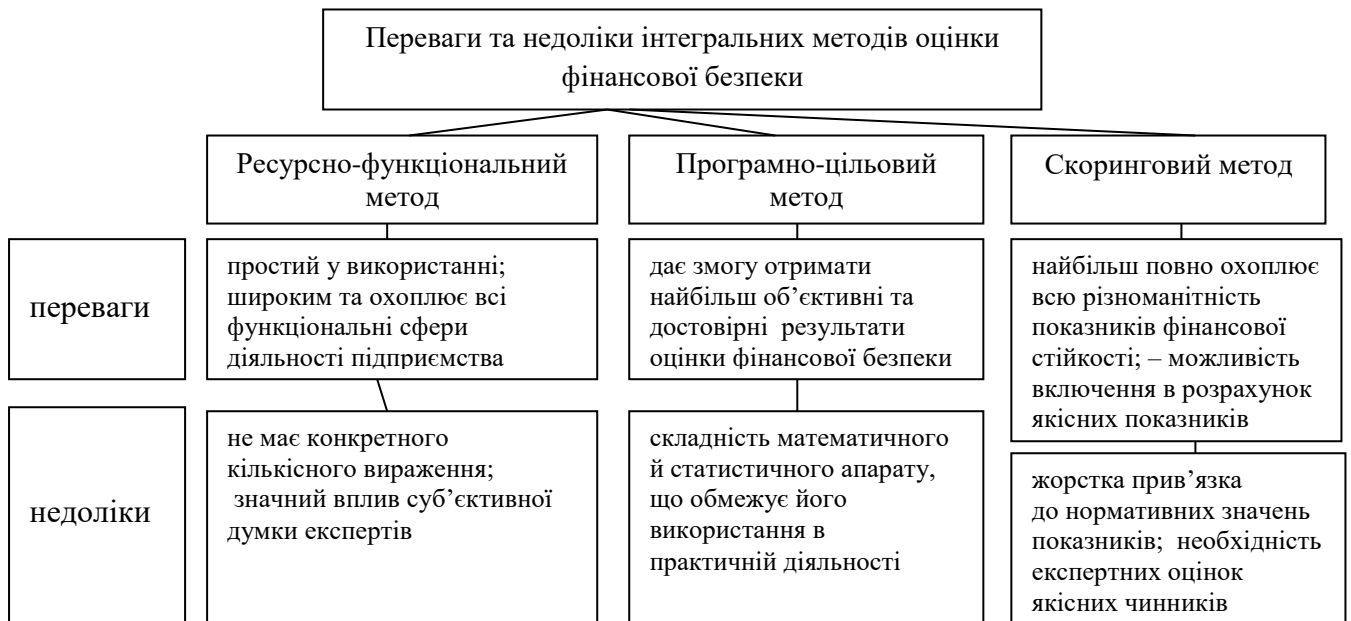 Переваги та недоліки інтегральних методів оцінки
фінансової безпеки
Ресурсно-функціональний
метод
Програмно-цільовий
метод
Скоринговий метод
переваги
простий у використанні;
широким та охоплює всі
функціональні сфери
діяльності підприємства
дає змогу отримати
найбільш об’єктивні та
достовірні результати
оцінки фінансової безпеки
найбільш повно охоплює
всю різноманітність
показників фінансової
стійкості; – можливість
включення в розрахунок
якісних показників
недоліки
не має конкретного
кількісного вираження;
значний вплив суб’єктивної
думки експертів
складність математичного
й статистичного апарату,
що обмежує його
використання в
практичній діяльності
жорстка прив’язка
до нормативних значень
показників; необхідність
експертних оцінок
якісних чинників